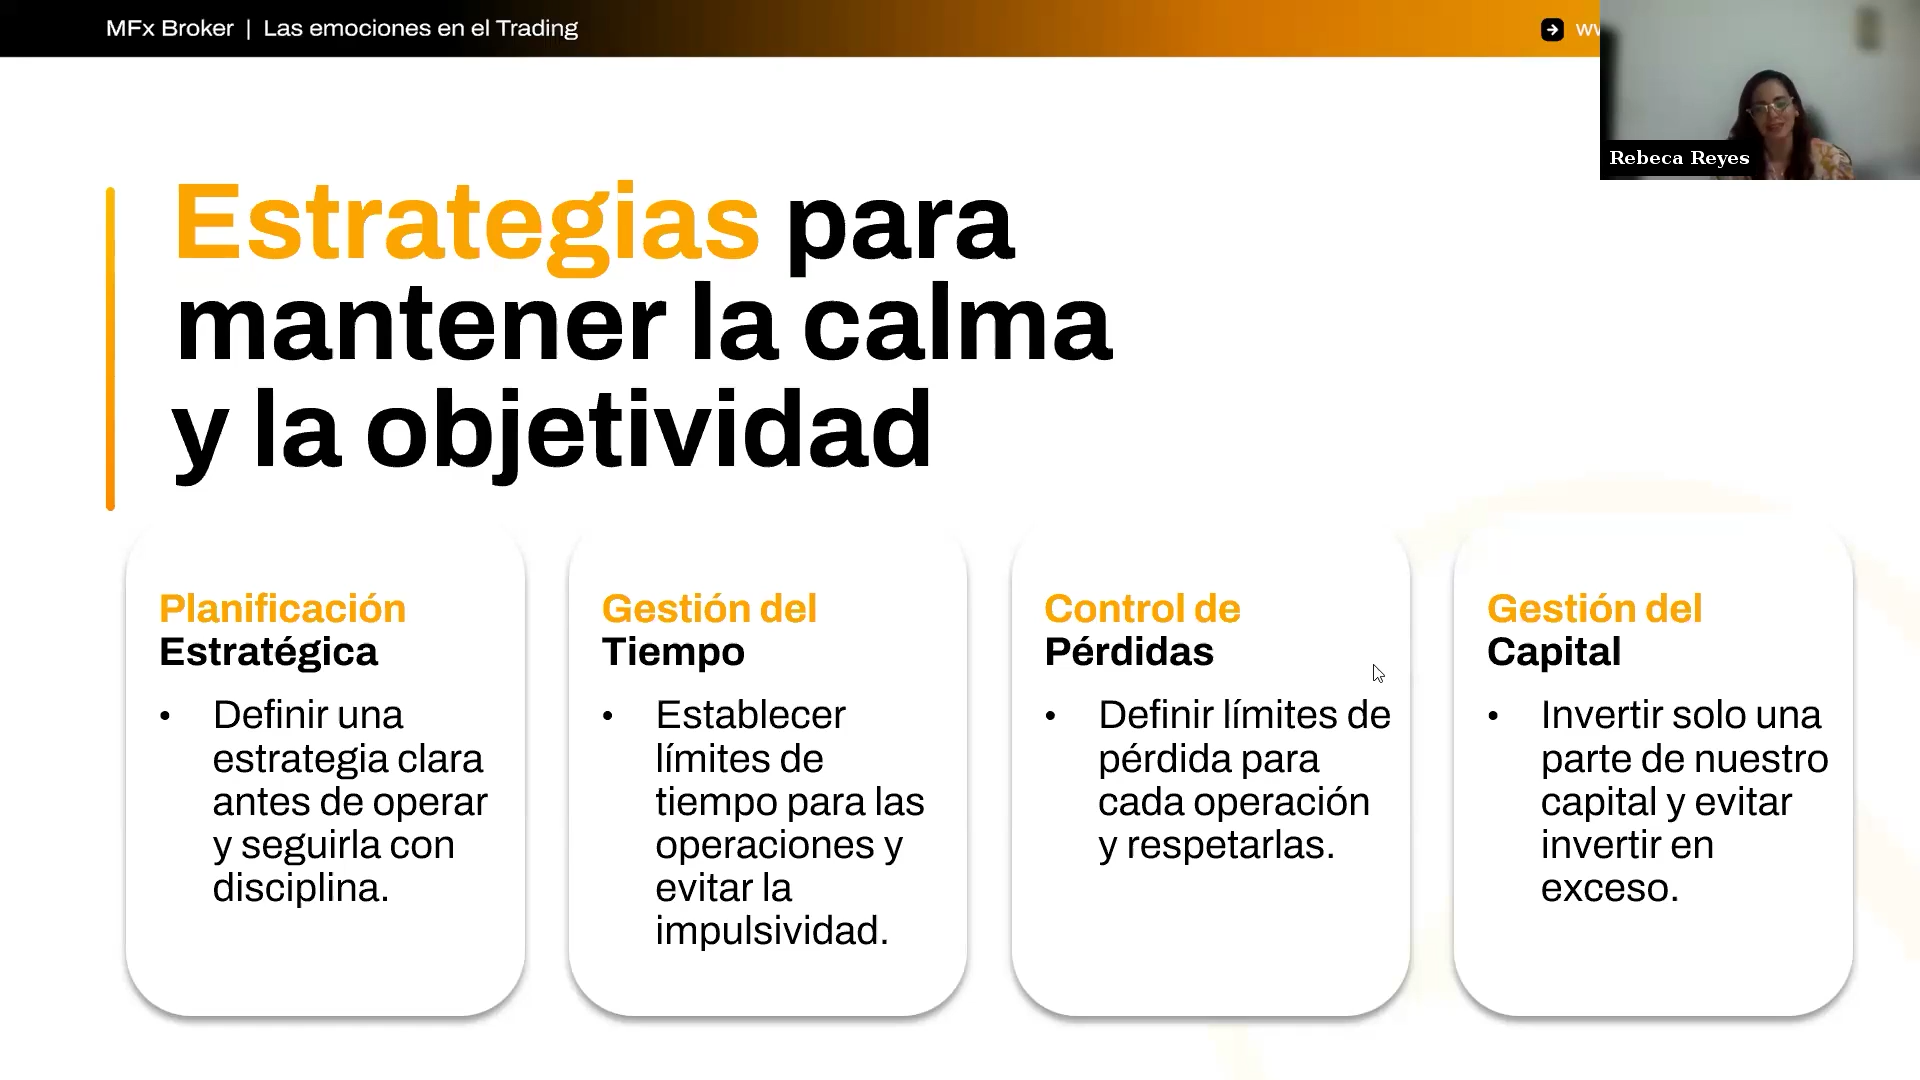 MFx Broker | Las emociones en el Trading
Rebeca Reyes
Estrategias para
mantener la calma
y la objetividad
Planificación
Estratégica
• Definir una
estrategia clara
antes de operar
y seguirla con
disciplina.
Gestión del
Tiempo
• Establecer
límites de
tiempo para las
operaciones y
evitar la
impulsividad.
Control de
Pérdidas
• Definir límites de
pérdida para
cada operación
y respetarlas.
Gestión del
Capital
• Invertir solo una
parte de nuestro
capital y evitar
invertir en
exceso.